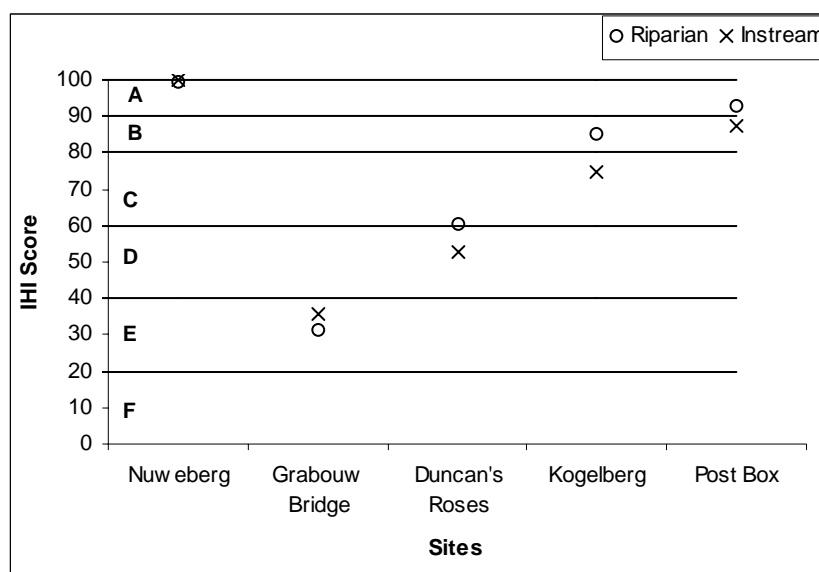 Riparian Instream
100
90
80
70
60
50
40
30
20
10
0
A
B
C
D
E
F
IHI Score
Nuw eberg Grabouw Duncan's Kogelberg Post Box
Bridge Roses
Sites